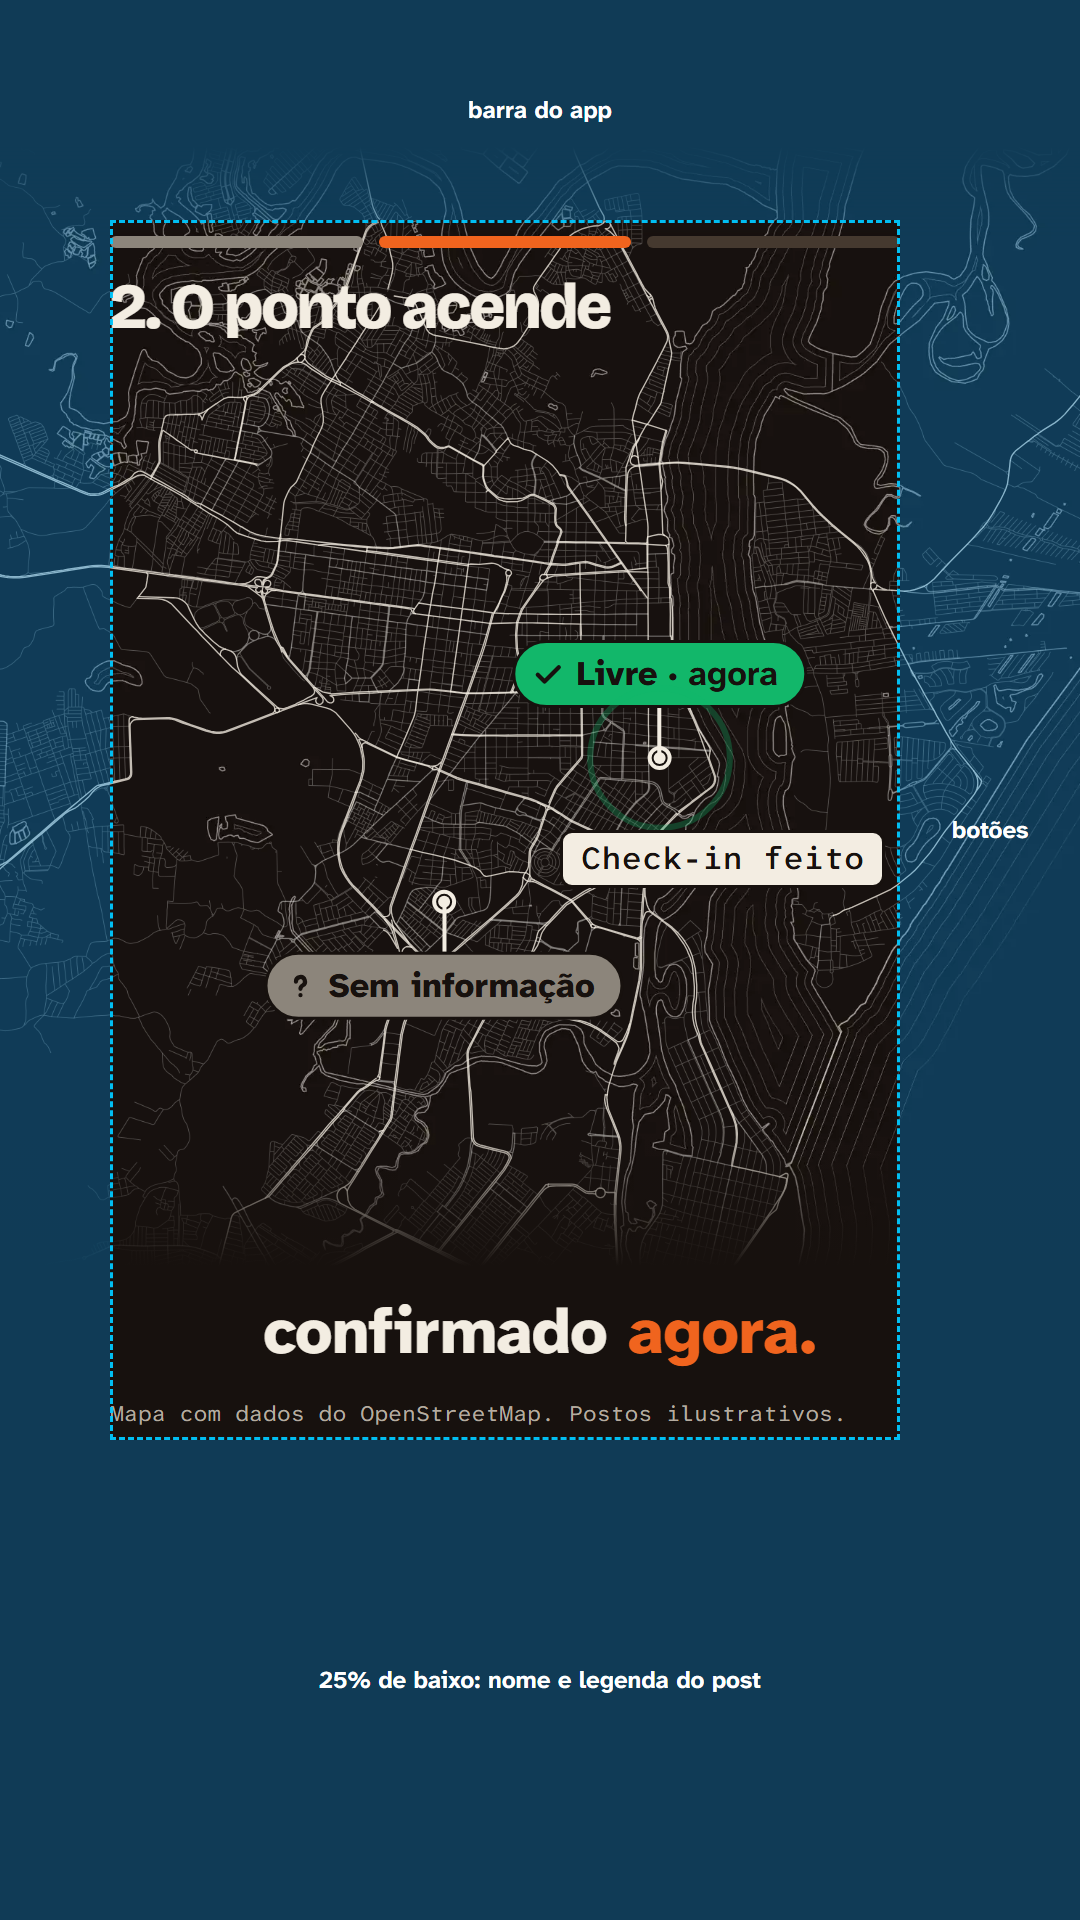 barra do app
2. O ponto acende
Livre · agora
botões
Check-in feito
? Sem informação
confirmado agora.
Mapa com dados do OpenStreetMap. Postos ilustrativos.
25% de baixo: nome e legenda do post